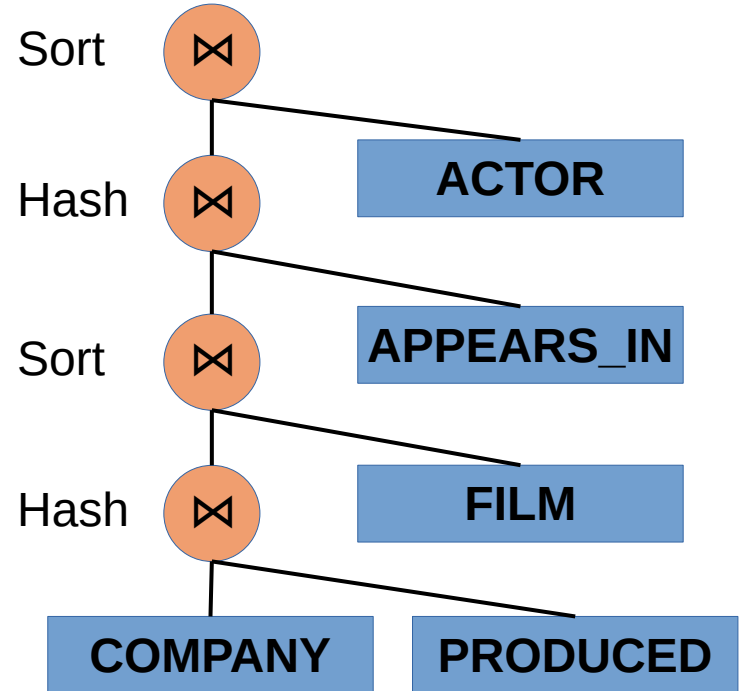 Sort ⋈
ACTOR
Hash ⋈
APPEARS_IN
Sort ⋈
FILM
Hash ⋈
COMPANY PRODUCED